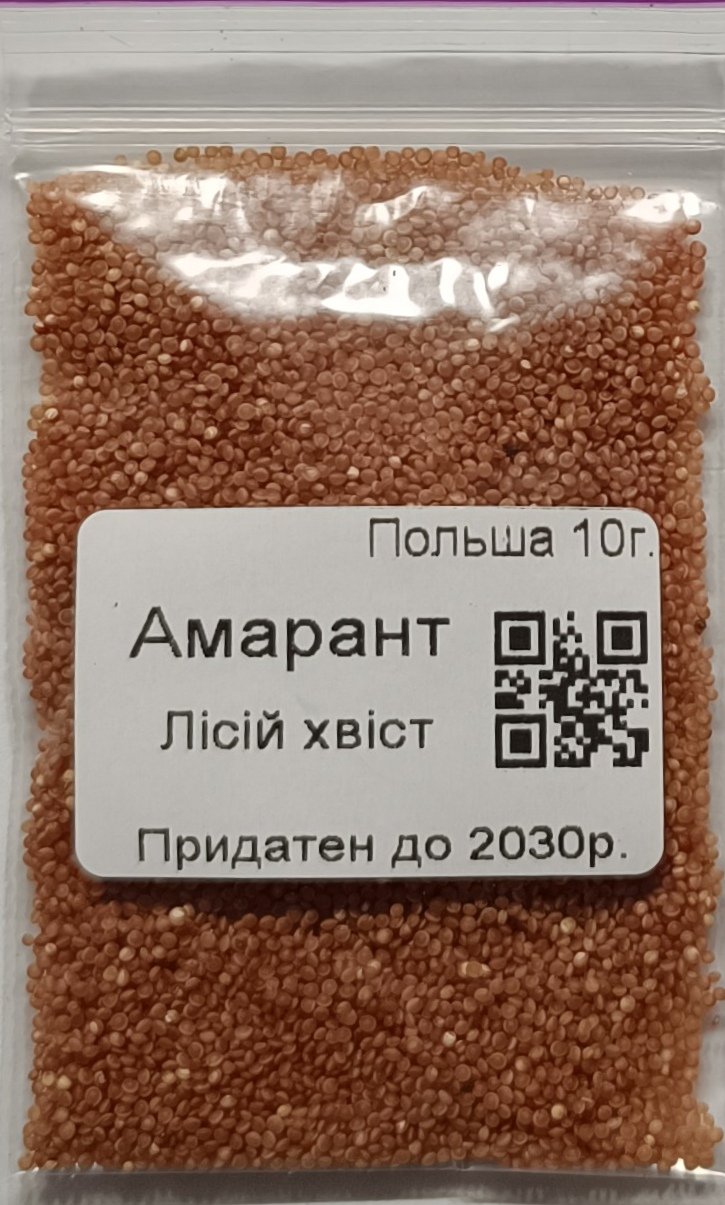 Польша 10г.
Амарант
Лісій хвіст
Придатен до 2030р.